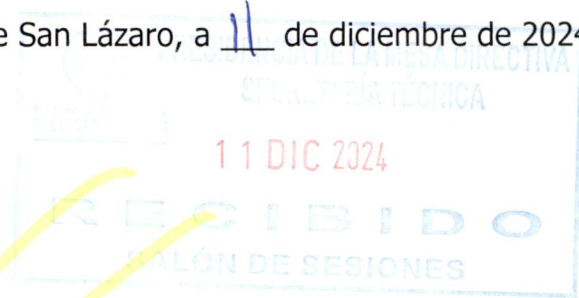 e San Lázaro, a 11 de diciembre de 2024
PRESIDENCIA DE LA MESA DIRECTIVA
SECRETARÍA TÉCNICA
11 DIC 2024
RECIBIDO
SALÓN DE SESIONES